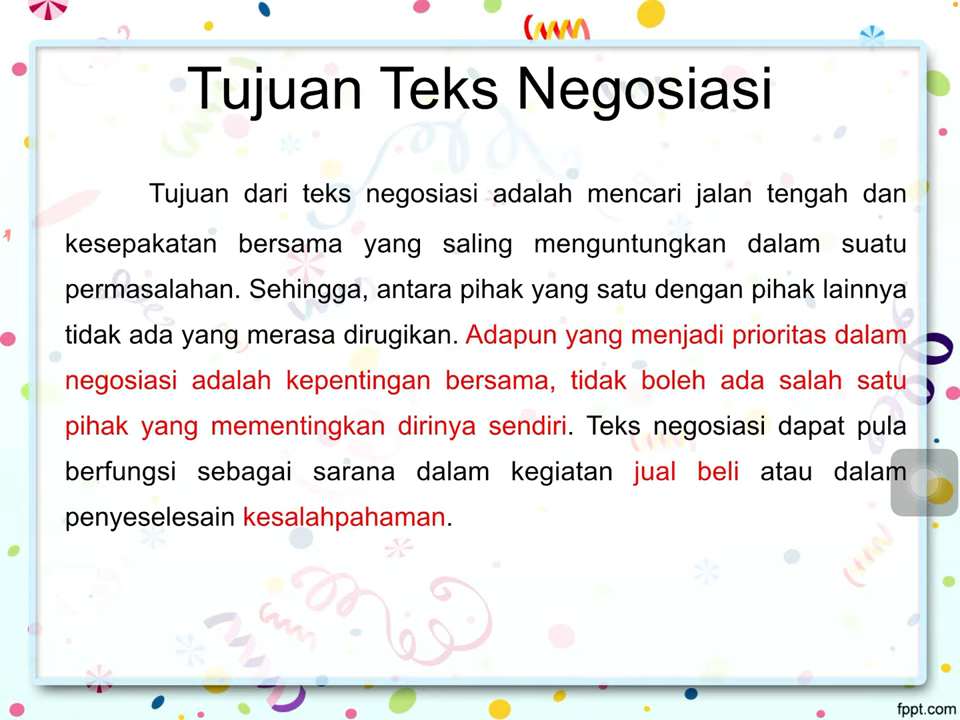 Tujuan Teks Negosiasi
Tujuan dari teks negosiasi adalah mencari jalan tengah dan
kesepakatan bersama yang saling menguntungkan dalam suatu
permasalahan. Sehingga, antara pihak yang satu dengan pihak lainnya
tidak ada yang merasa dirugikan. Adapun yang menjadi prioritas dalam
negosiasi adalah kepentingan bersama, tidak boleh ada salah satu
pihak yang mementingkan dirinya sendiri. Teks negosiasi dapat pula
berfungsi sebagai sarana dalam kegiatan jual beli atau dalam
penyeselesain kesalahpahaman.
fppt.com